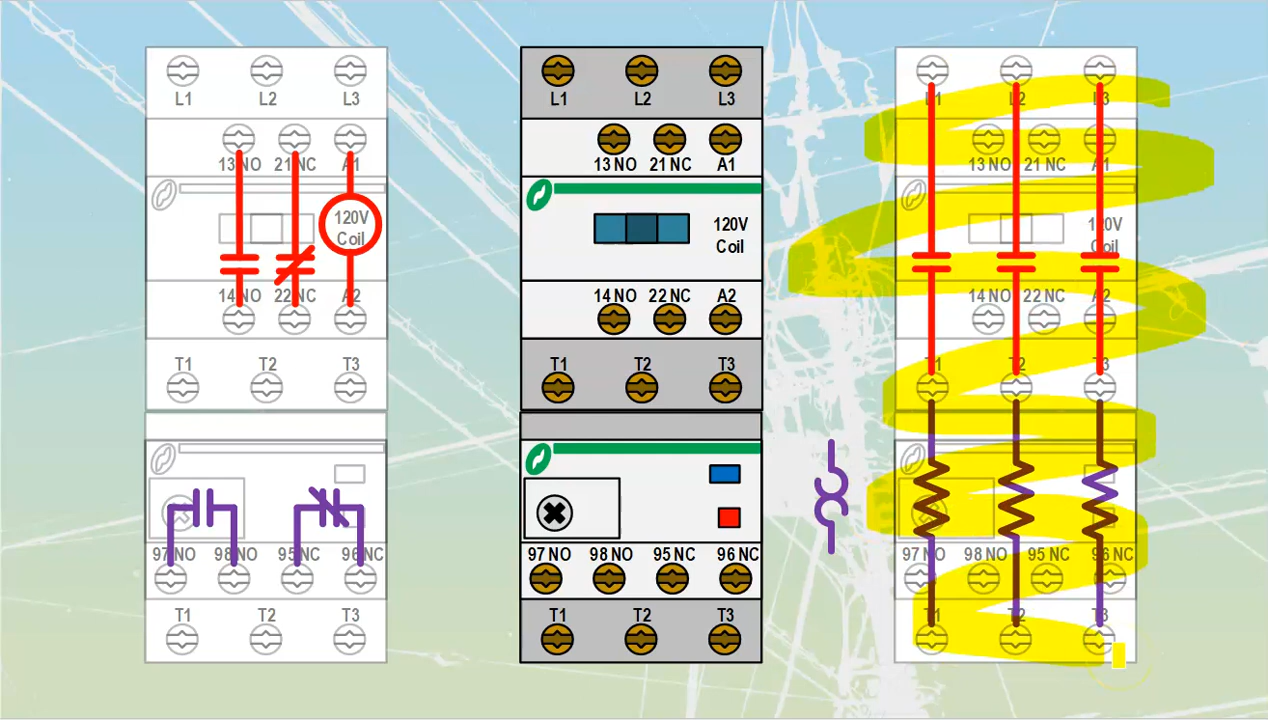 L1 L2 L3
13 NO 21 NC A1
120V
Coil
14 NO 22 NC A2
T1 T2 T3
97 NO 98 NO 95 NC 96 NC
T1 T2 T3
L1 L2 L3
13 NO 21 NC A1
120V
Coil
14 NO 22 NC A2
T1 T2 T3
97 NO 98 NO 95 NC 96 NC
T1 T2 T3
L1 L2 L3
13 NO 21 NC A1
120V
Coil
14 NO 22 NC A2
T1 T2 T3
97 NO 98 NO 95 NC 96 NC
T1 T2 T3